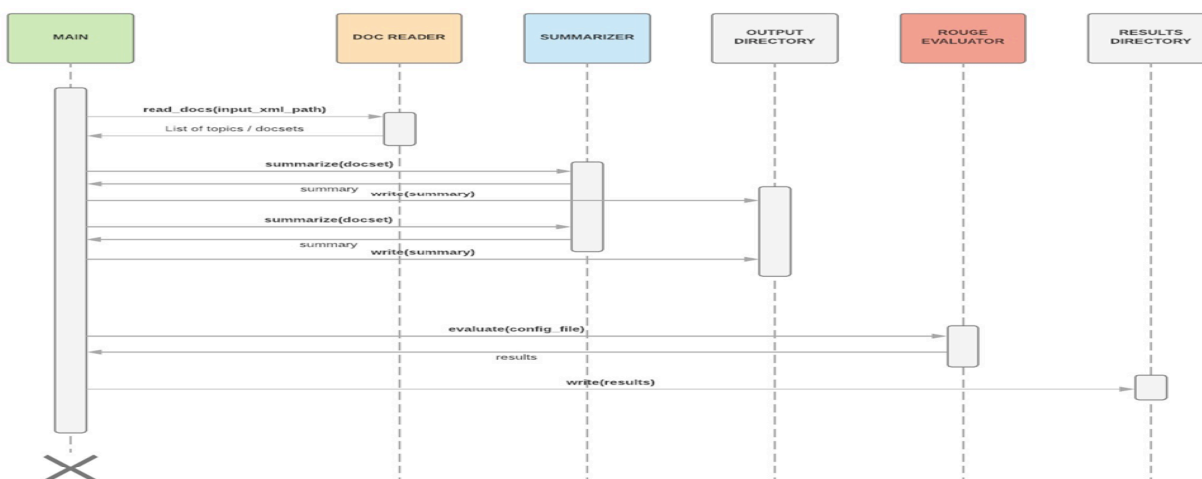 MAIN
DOC READER
SUMMARIZER
OUTPUT
DIRECTORY
ROUGE
EVALUATOR
RESULTS
DIRECTORY
read_docs(input_xml_path)
List of topics / docsets
summarize(docset)
summary
write(summary)
summarize(docset)
summary
write(summary)
evaluate(config_file)
results
write(results)